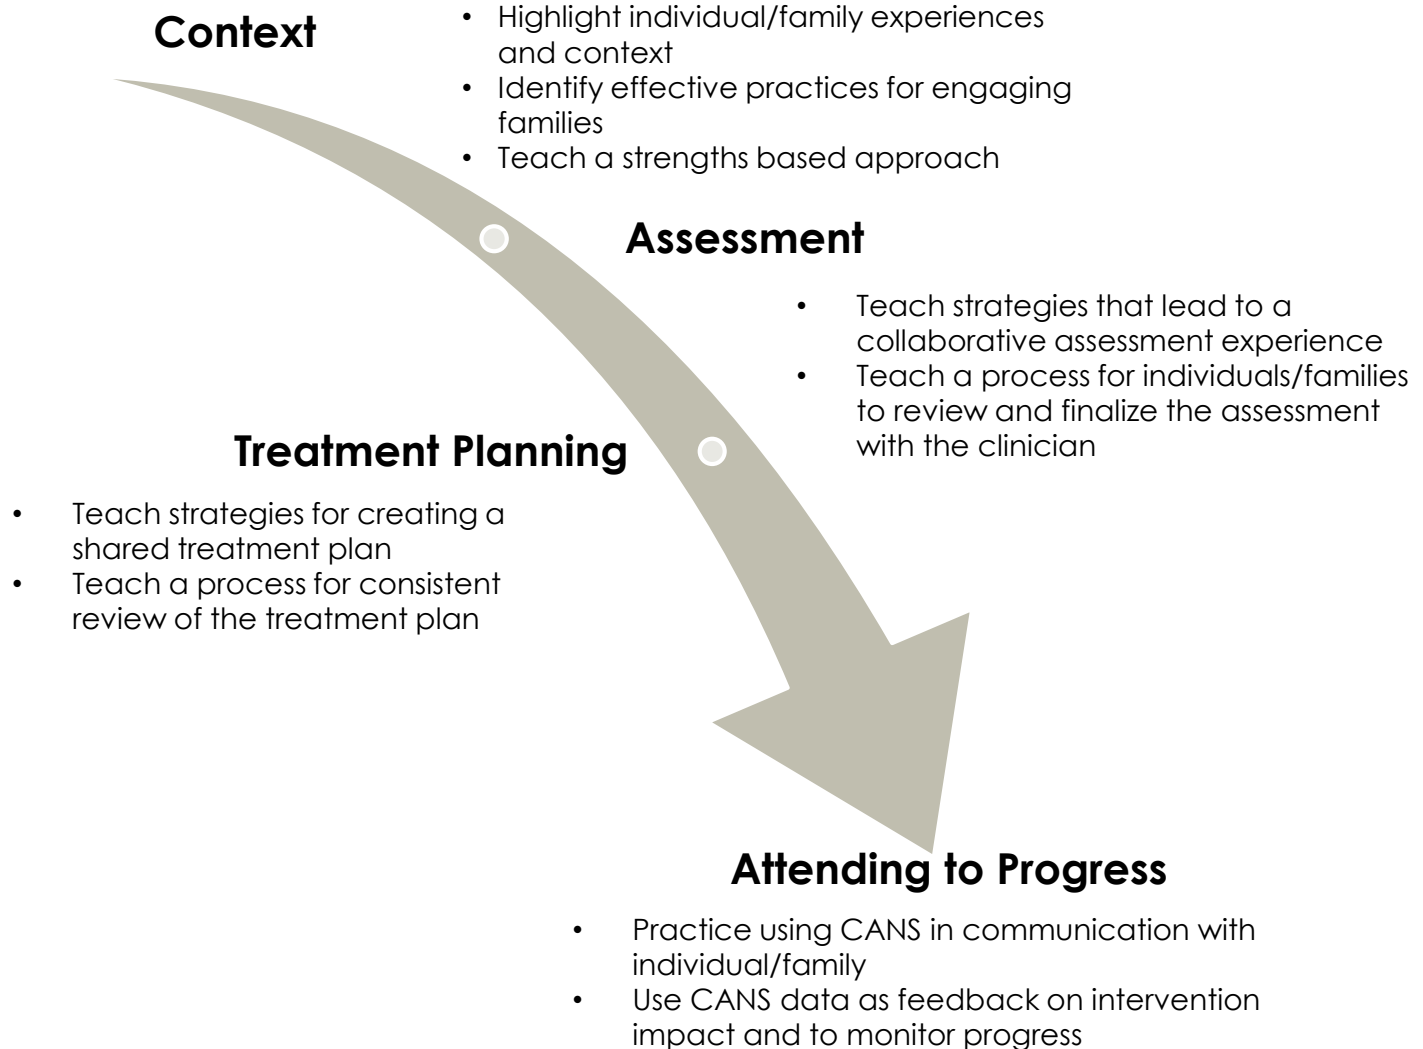 Context
• Highlight individual/family experiences
and context
• Identify effective practices for engaging
families
• Teach a strengths based approach
Assessment
• Teach strategies that lead to a
collaborative assessment experience
• Teach a process for individuals/families
to review and finalize the assessment
with the clinician
Treatment Planning
• Teach strategies for creating a
shared treatment plan
• Teach a process for consistent
review of the treatment plan
Attending to Progress
• Practice using CANS in communication with
individual/family
• Use CANS data as feedback on intervention
impact and to monitor progress